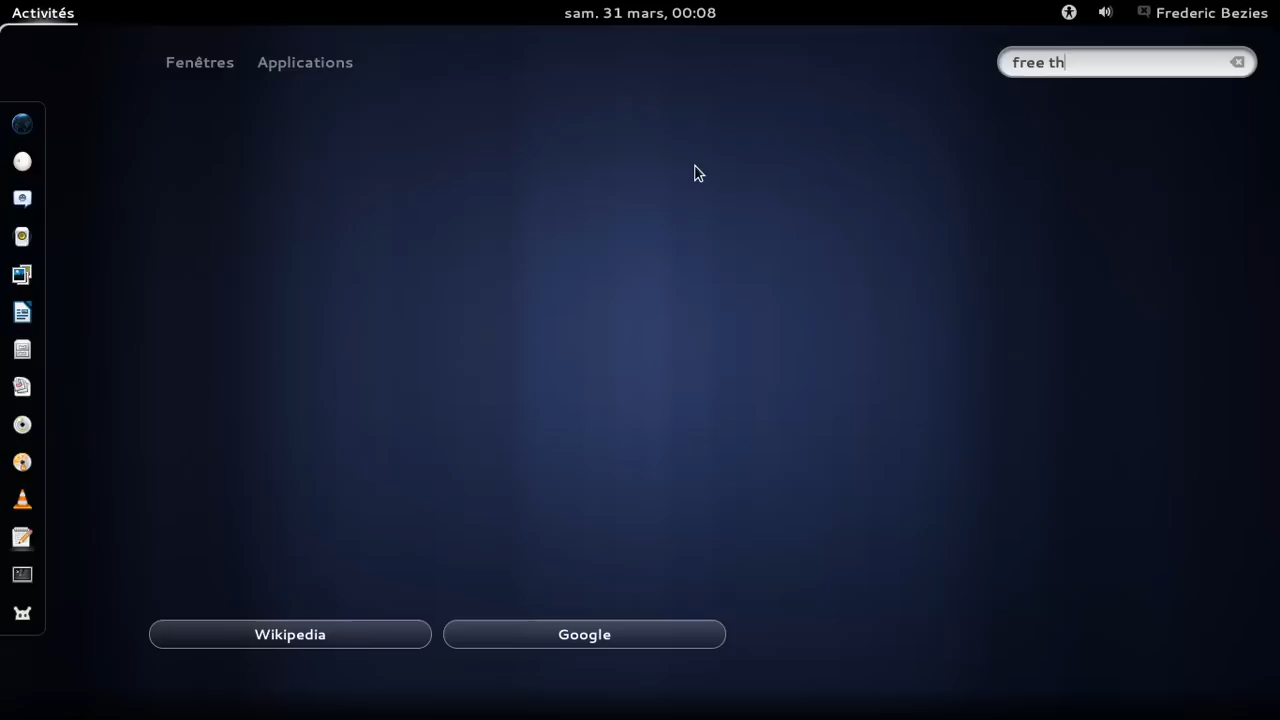 Activités
sam. 31 mars, 00:08
Frederic Bezies
Fenêtres
Applications
free th
Wikipedia
Google